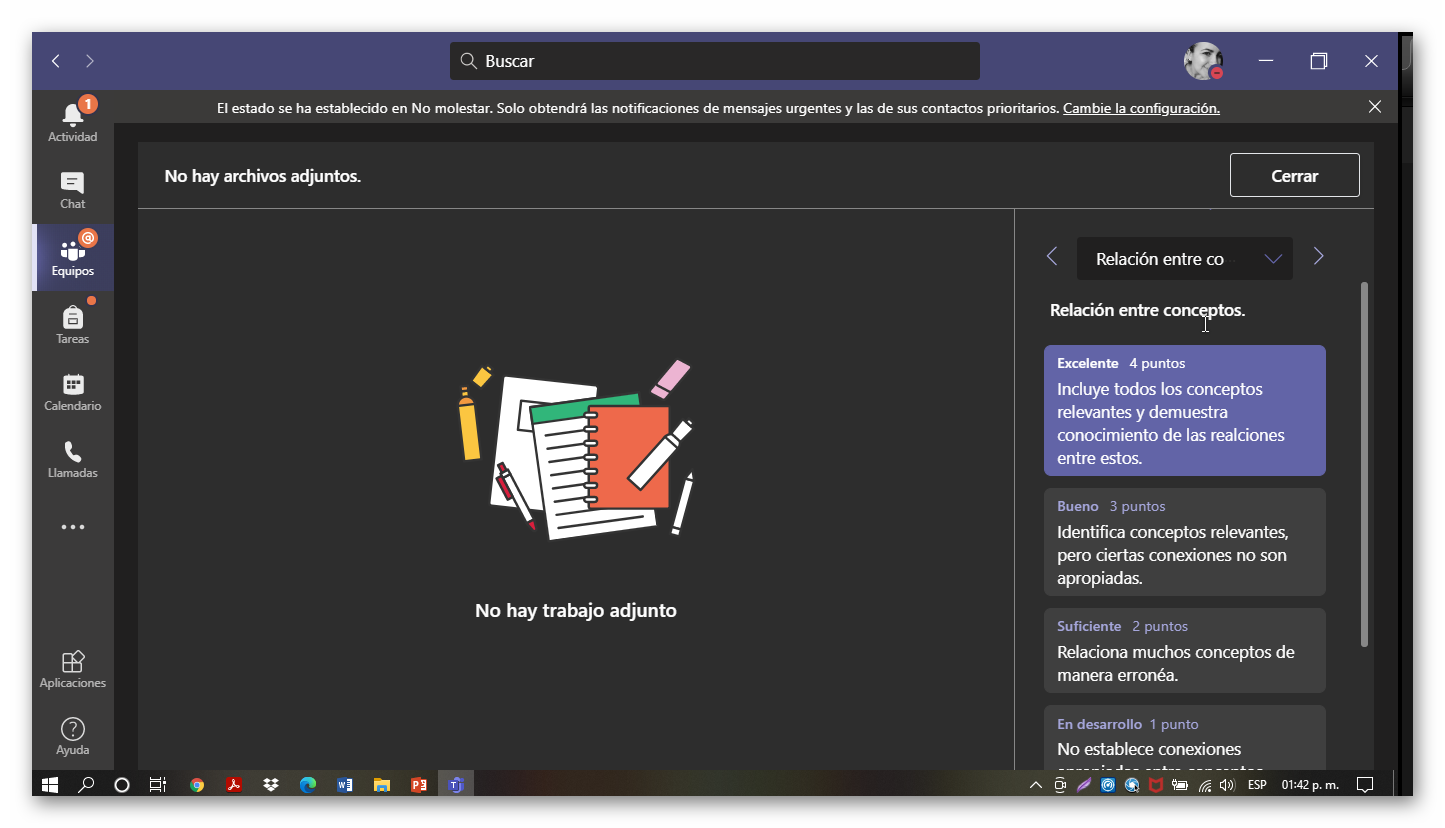 Buscar
El estado se ha establecido en No molestar. Solo obtendrá las notificaciones de mensajes urgentes y las de sus contactos prioritarios. Cambie la configuración.
1
Actividad
Chat
@
Equipos
Tareas
Calendario
Llamadas
Aplicaciones
Ayuda
No hay archivos adjuntos.
Cerrar
No hay trabajo adjunto
Relación entre co
Relación entre conceptos.
Excelente 4 puntos
Incluye todos los conceptos
relevantes y demuestra
conocimiento de las realciones
entre estos.
Bueno 3 puntos
Identifica conceptos relevantes,
pero ciertas conexiones no son
apropiadas.
Suficiente 2 puntos
Relaciona muchos conceptos de
manera erronéa.
En desarrollo 1 punto
No establece conexiones
ESP 01:42 p. m.